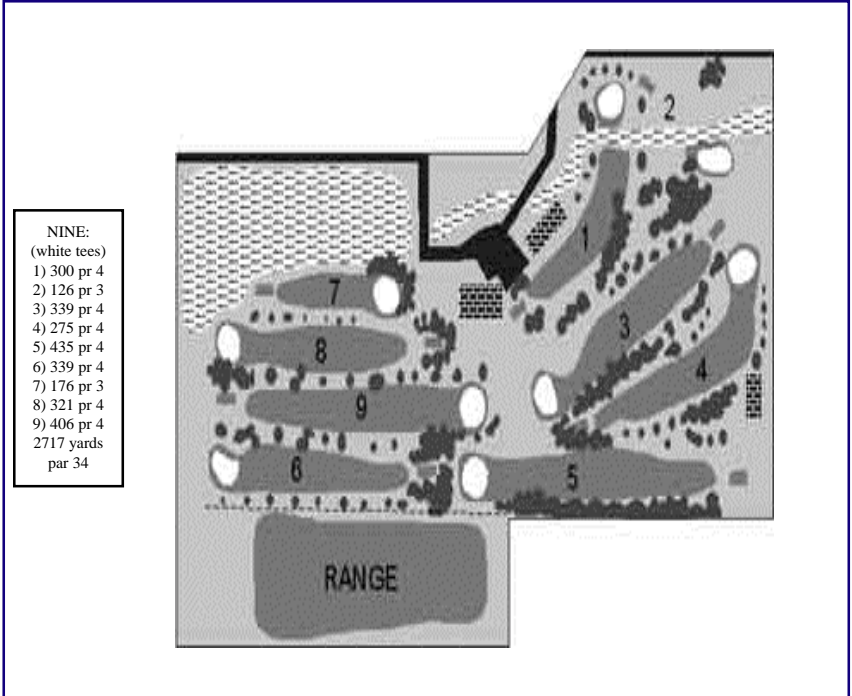 NINE:
(white tees)
1) 300 pr 4
2) 126 pr 3
3) 339 pr 4
4) 275 pr 4
5) 435 pr 4
6) 339 pr 4
7) 176 pr 3
8) 321 pr 4
9) 406 pr 4
2717 yards
par 34
2
1
7
3
8
4
9
6
5
RANGE